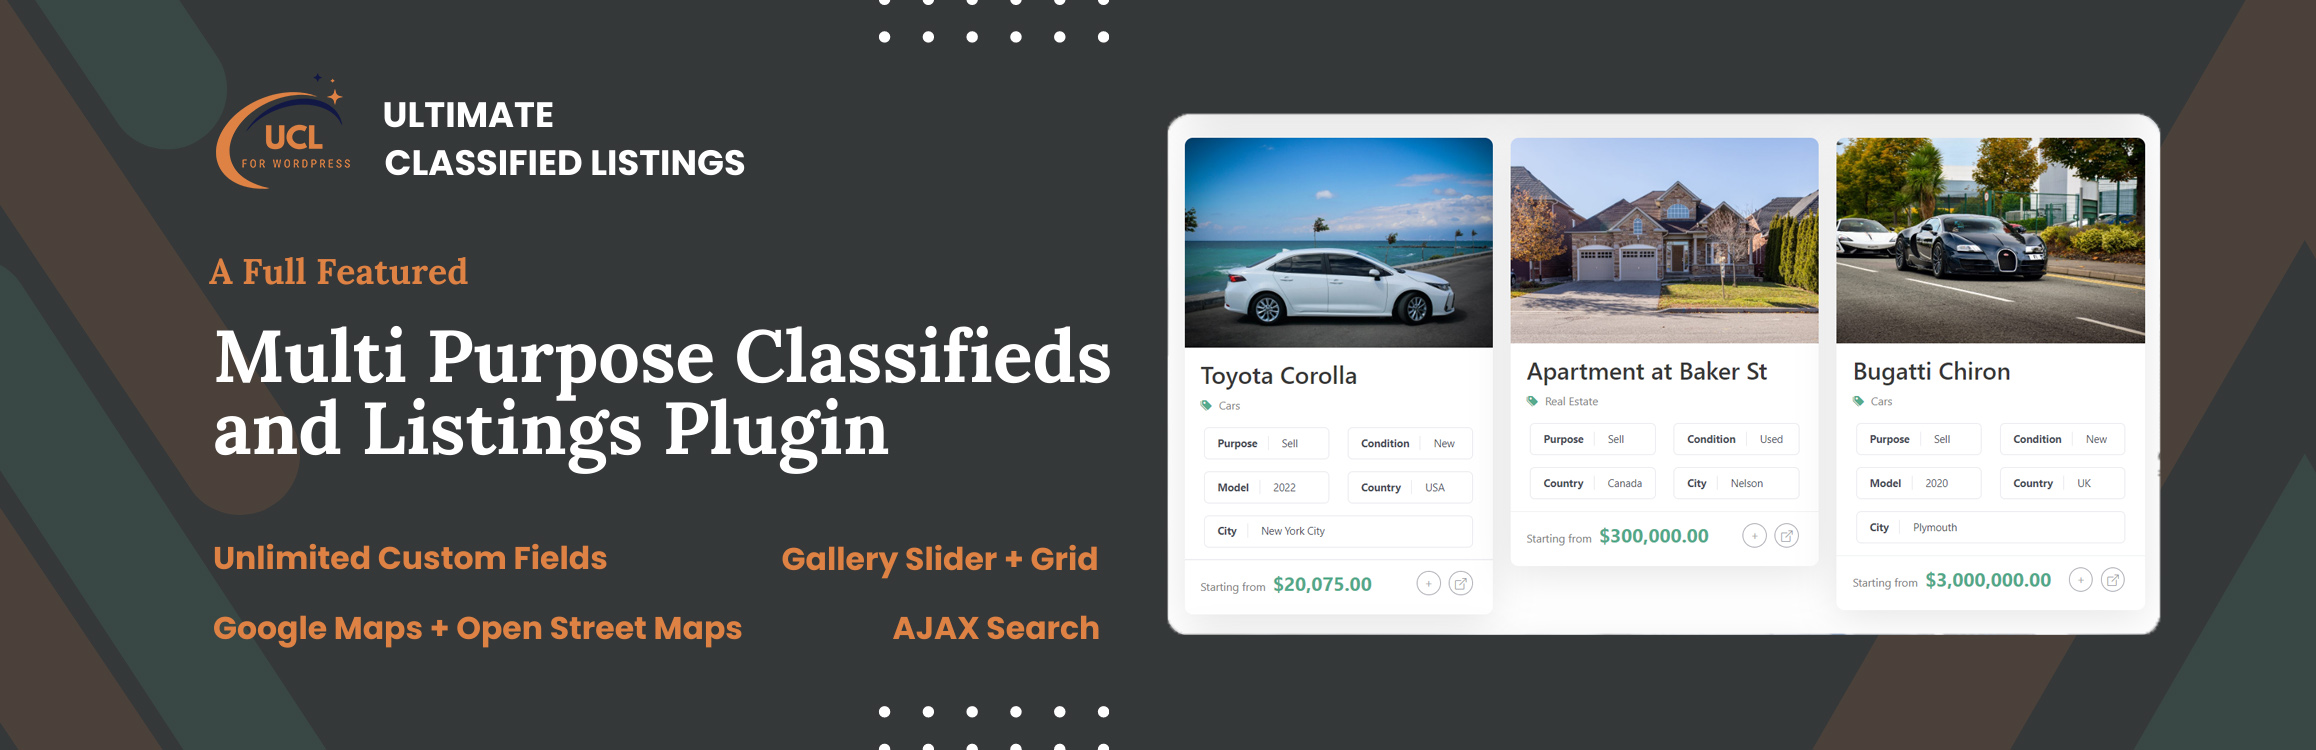 UCL
FOR WORDPRESS
ULTIMATE
CLASSIFIED LISTINGS
A Full Featured
Multi Purpose Classifieds
and Listings Plugin
Unlimited Custom Fields
Gallery Slider + Grid
Google Maps + Open Street Maps
AJAX Search
Toyota Corolla
Cars
Purpose Sell
Condition New
Model 2022
Country USA
City New York City
Starting from $20,075.00
+
Apartment at Baker St
Real Estate
Purpose Sell
Condition Used
Country Canada
City Nelson
Starting from $300,000.00
+
Bugatti Chiron
Cars
Purpose Sell
Condition New
Model 2020
Country UK
City Plymouth
Starting from $3,000,000.00
+